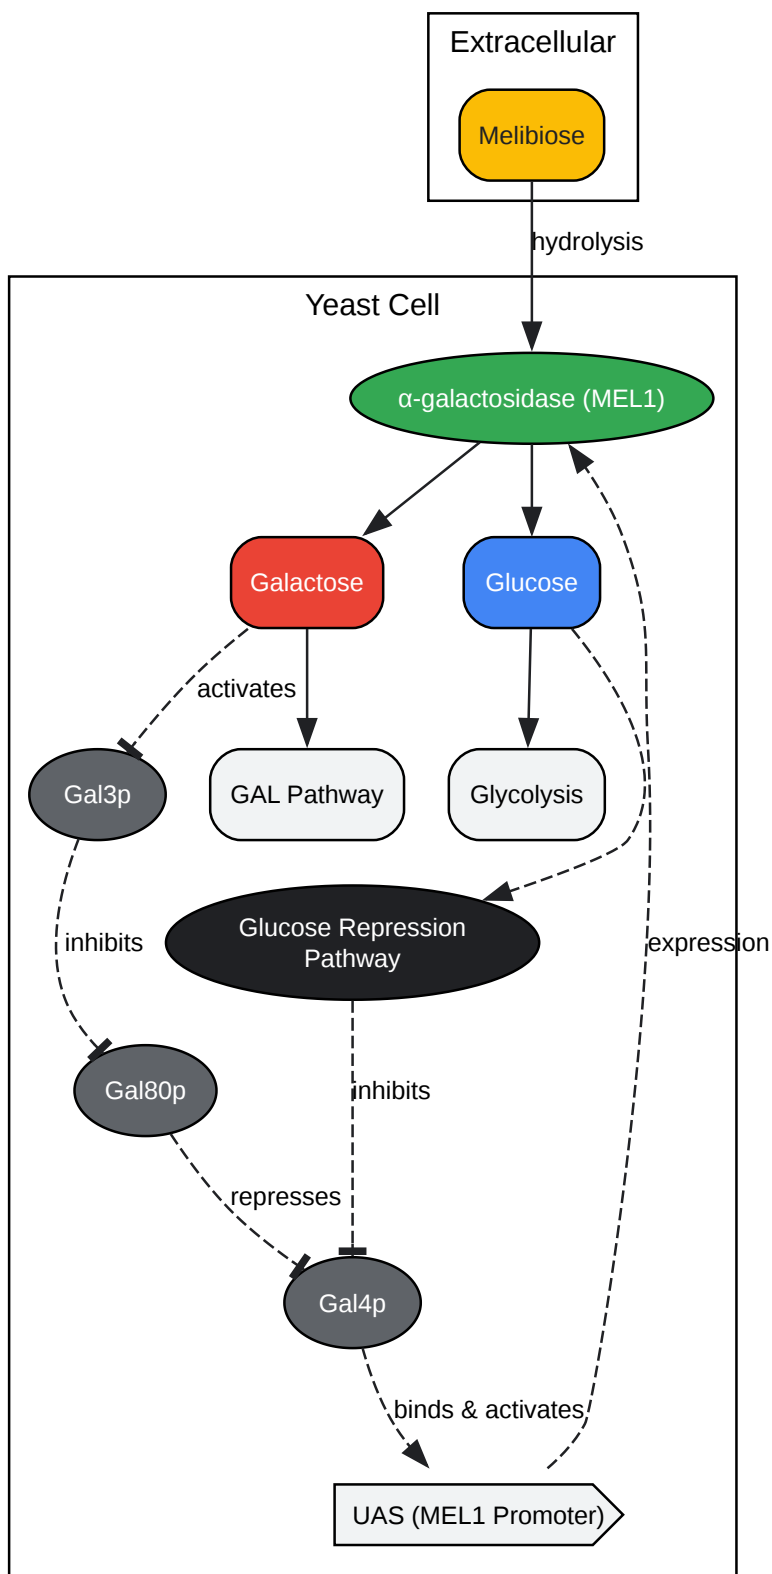 Extracellular
Melibiose
hydrolysis
Yeast Cell
α-galactosidase (MEL1)
Galactose
Glucose
activates
Gal3p
GAL Pathway
Glycolysis
Glucose Repression
Pathway
inhibits
expression
Gal80p
inhibits
represses
Gal4p
binds & activates
UAS (MEL1 Promoter)